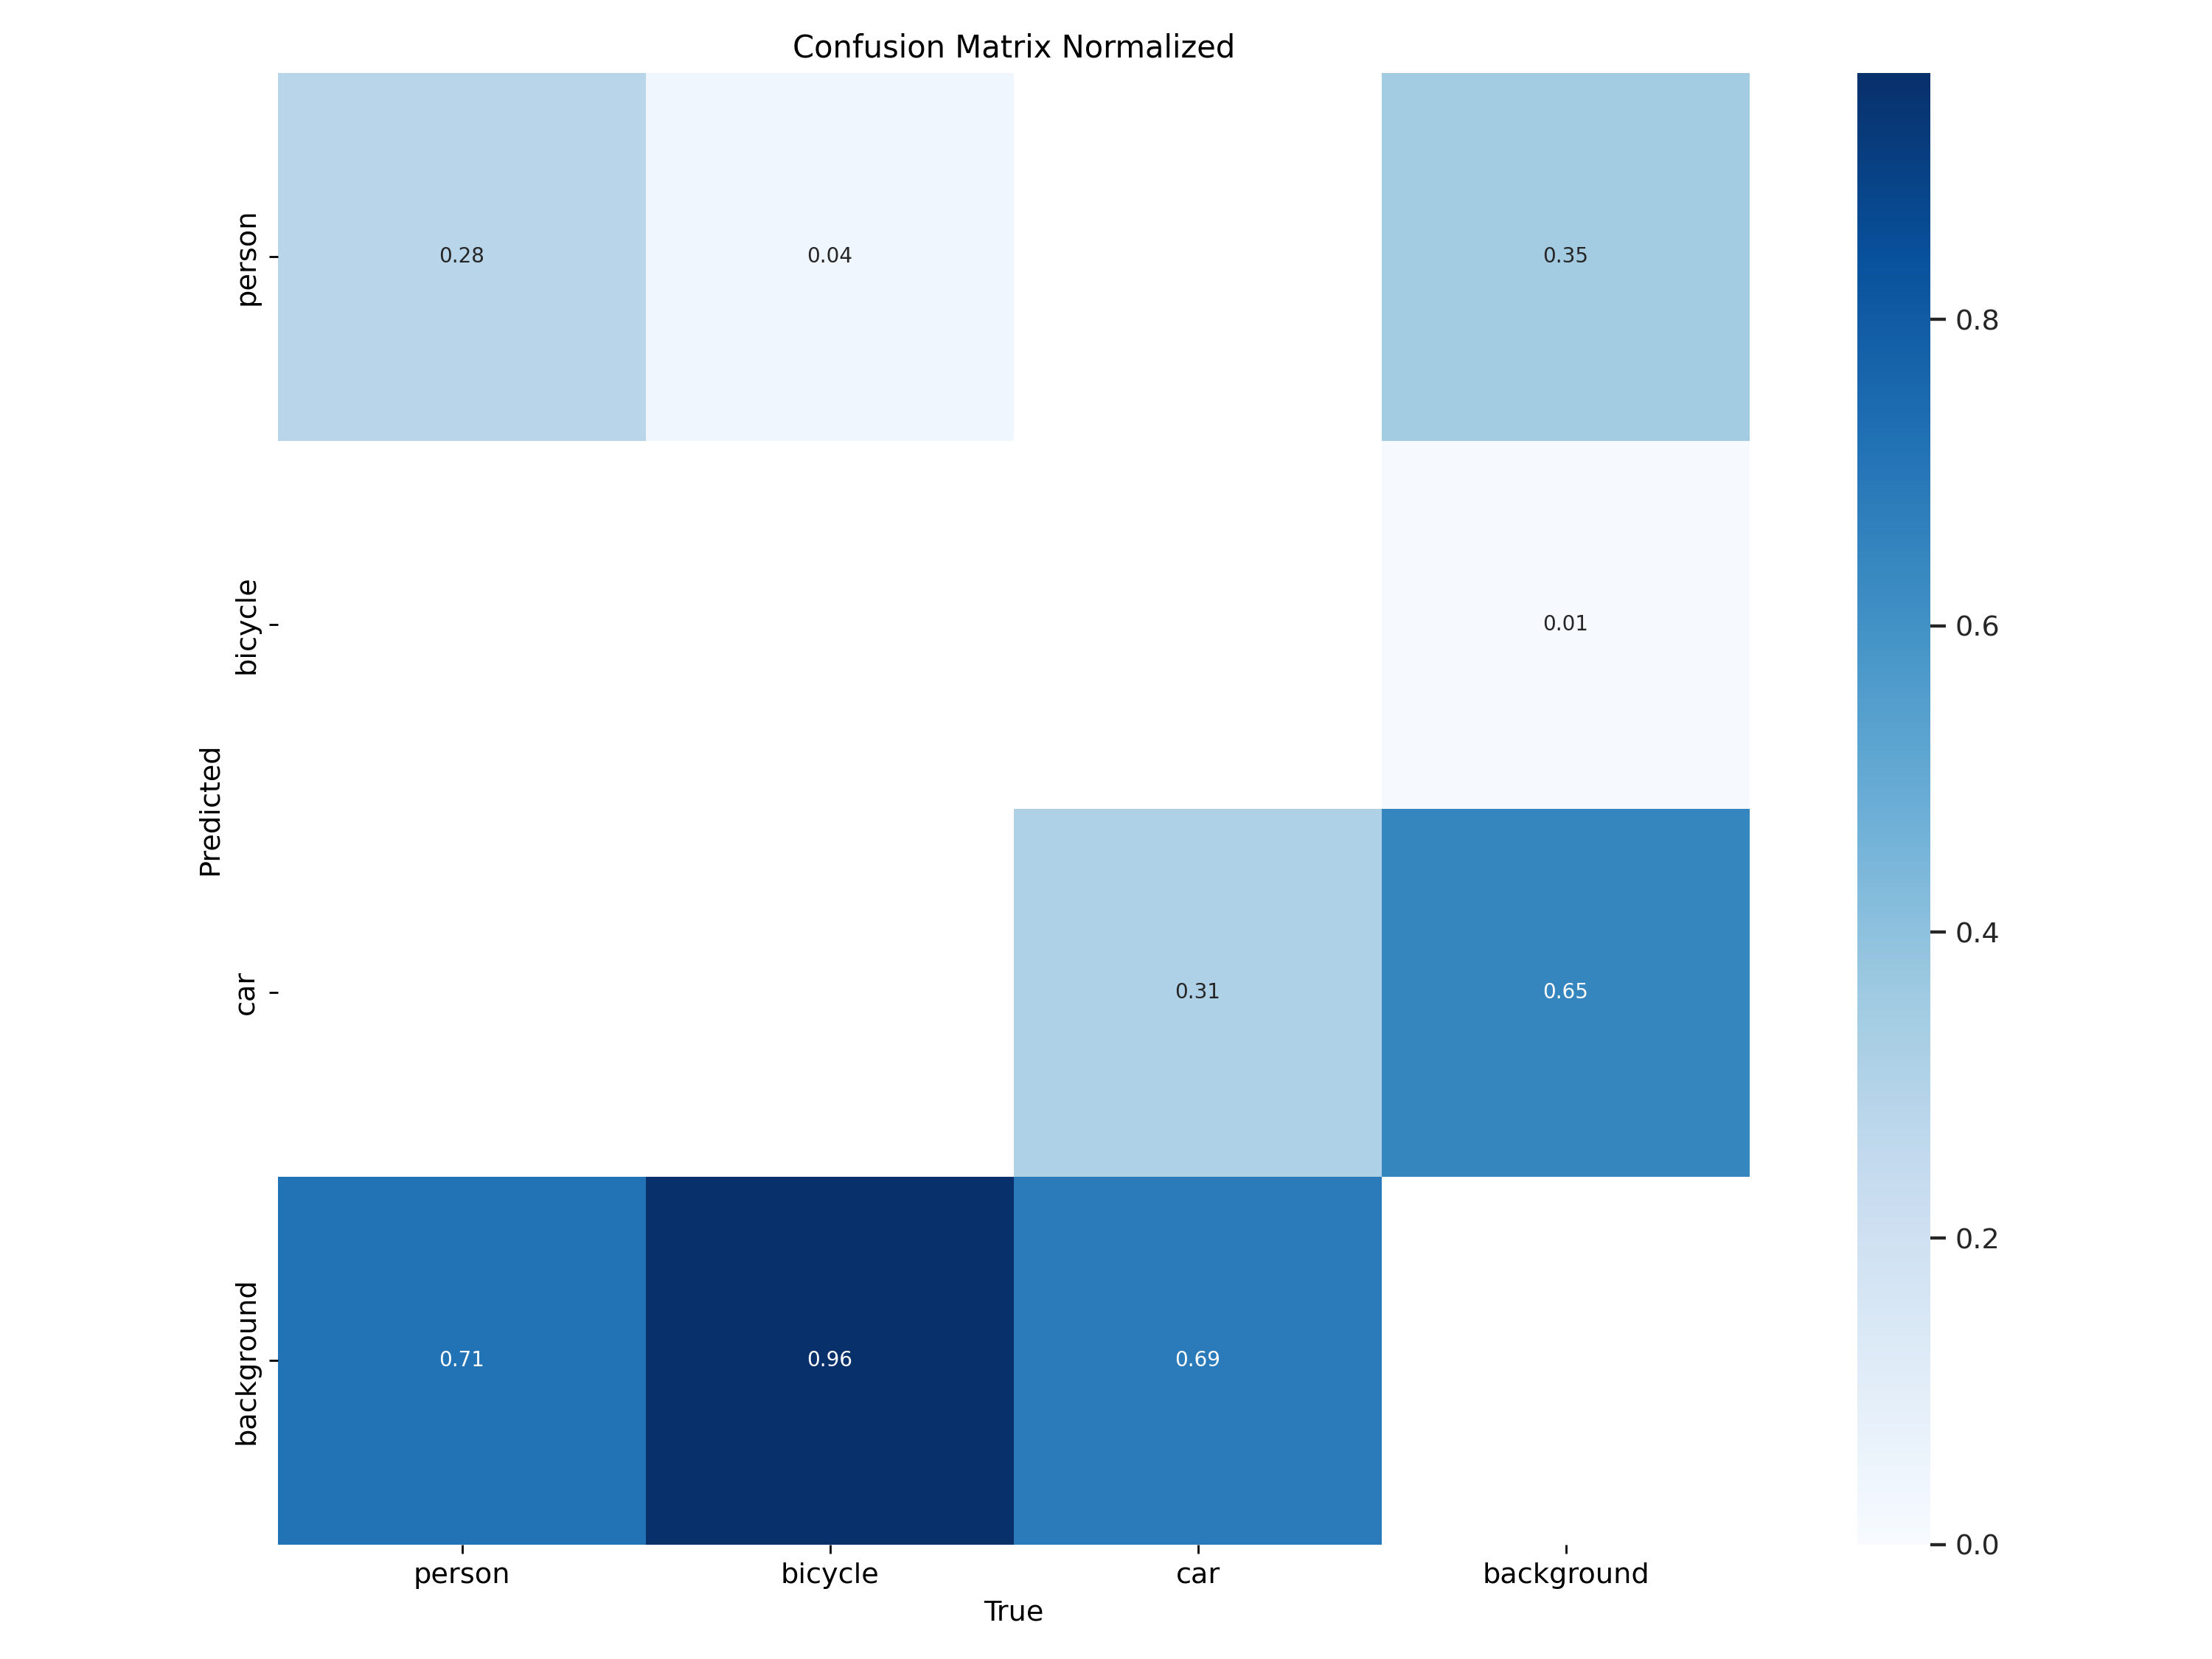 Confusion Matrix Normalized
person
0.28 0.04 0.35
0.8
bicycle
0.01
0.6
Predicted
car
0.31 0.65
0.4
background
0.71 0.96 0.69
0.2
0.0
person bicycle car background
True